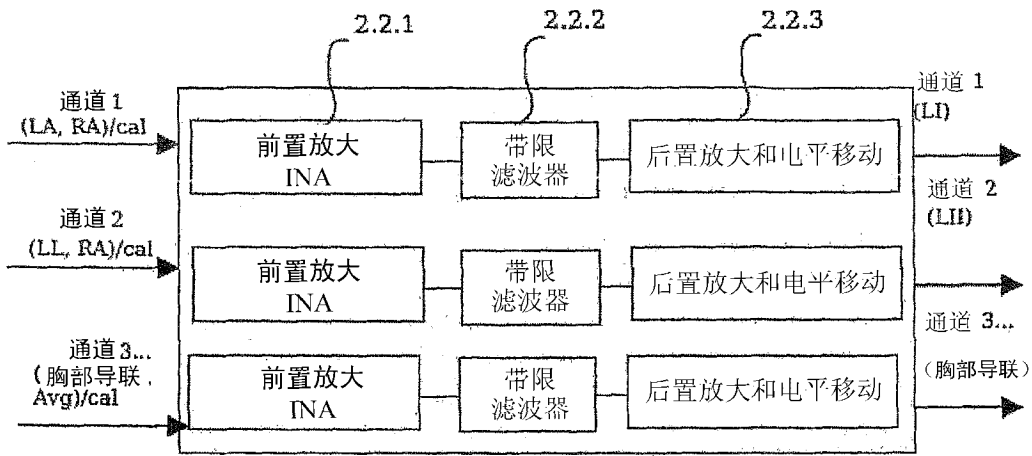 2.2.1
2.2.2
2.2.3
通道 1
(LA, RA)/cal
前置放大
INA
带限
滤波器
后置放大和电平移动
通道 1
(LI)
通道 2
(LL, RA)/cal
前置放大
INA
带限
滤波器
后置放大和电平移动
通道 2
(LII)
通道 3...
(胸部导联,
Avg)/cal
前置放大
INA
带限
滤波器
后置放大和电平移动
通道 3...
(胸部导联)